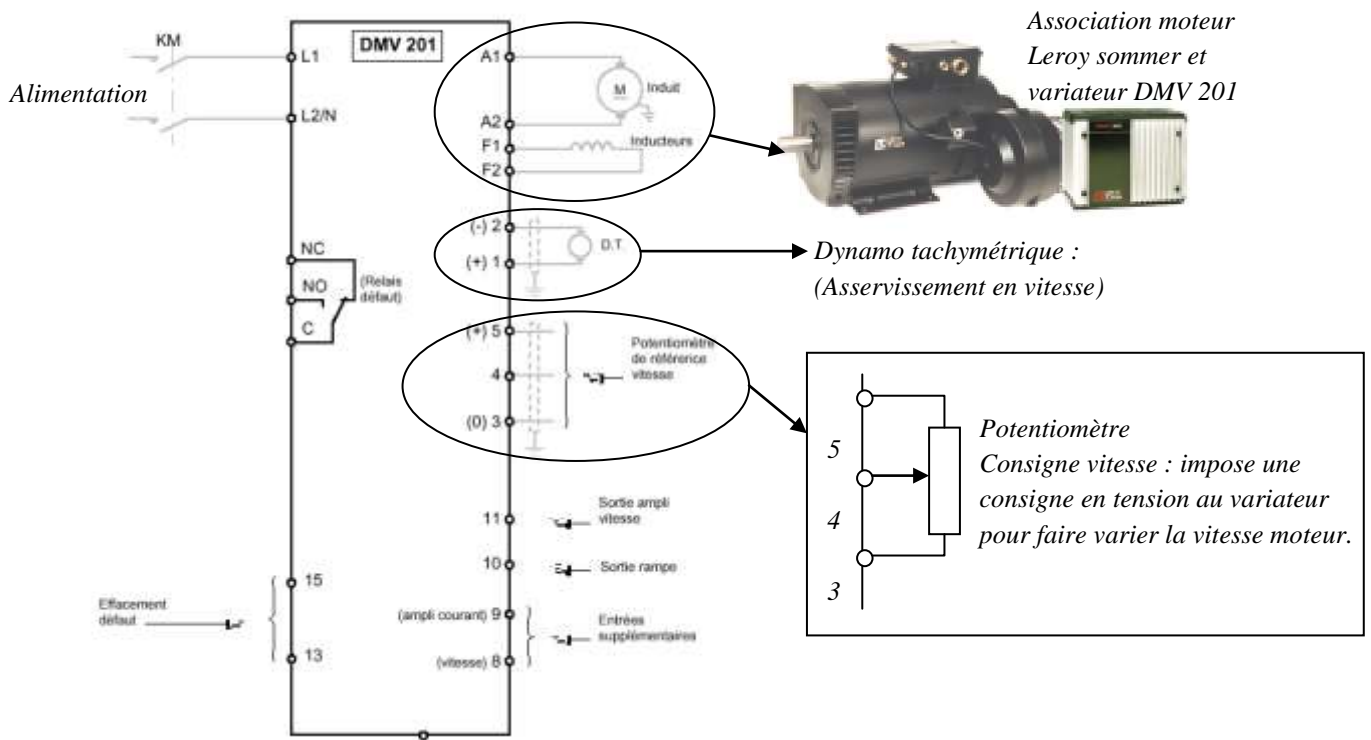 KM
DMV 201
Alimentation
L1
L2/N
A1
M
Induit
A2
F1
Inducteurs
F2
Association moteur
Leroy sommer et
variateur DMV 201
(-) 2
D.T.
(+) 1
Dynamo tachymétrique :
(Asservissement en vitesse)
NC
NO
(Relais
défaut)
C
(+) 5
4
(0) 3
Potentiomètre
de référence
vitesse
5
4
3
Potentiomètre
Consigne vitesse : impose une
consigne en tension au variateur
pour faire varier la vitesse moteur.
11
Sortie ampli
vitesse
10
Sortie rampe
15
Effacement
défaut
13
(ampli courant) 9
(vitesse) 8
Entrées
supplémentaires